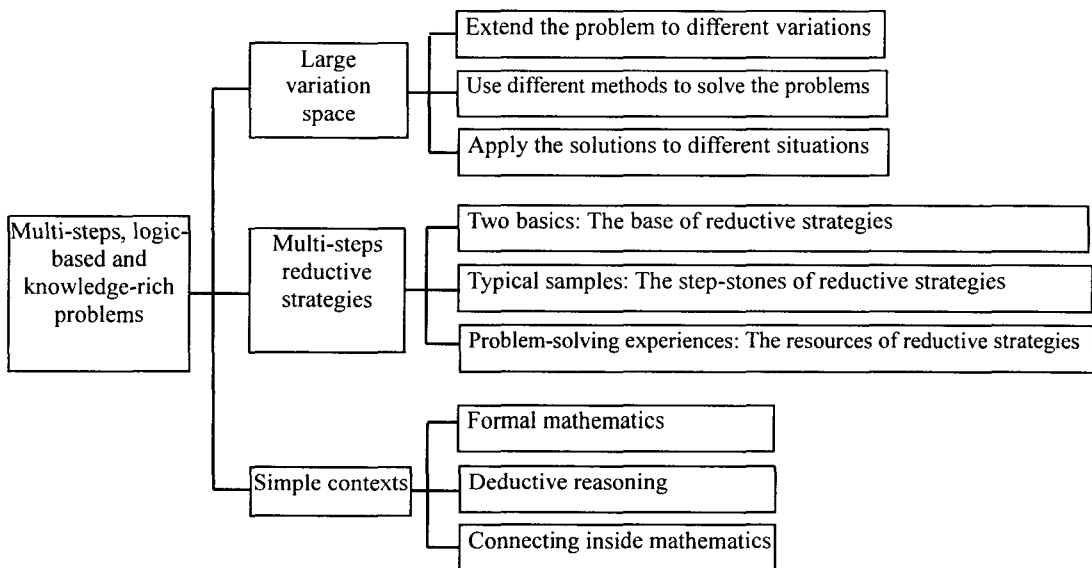 Multi-steps, logic-
based and
knowledge-rich
problems
Large
variation
space
Extend the problem to different variations
Use different methods to solve the problems
Apply the solutions to different situations
Multi-steps
reductive
strategies
Two basics: The base of reductive strategies
Typical samples: The step-stones of reductive strategies
Problem-solving experiences: The resources of reductive strategies
Simple contexts
Formal mathematics
Deductive reasoning
Connecting inside mathematics